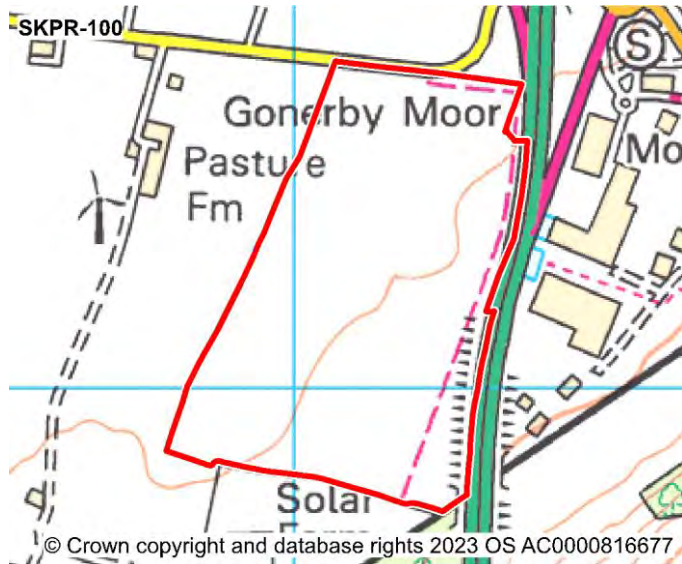 SKPR-100
S
Gonerby Moor
Mo
Pasture
Fm
Solar
© Crown copyright and database rights 2023 OS AC0000816677